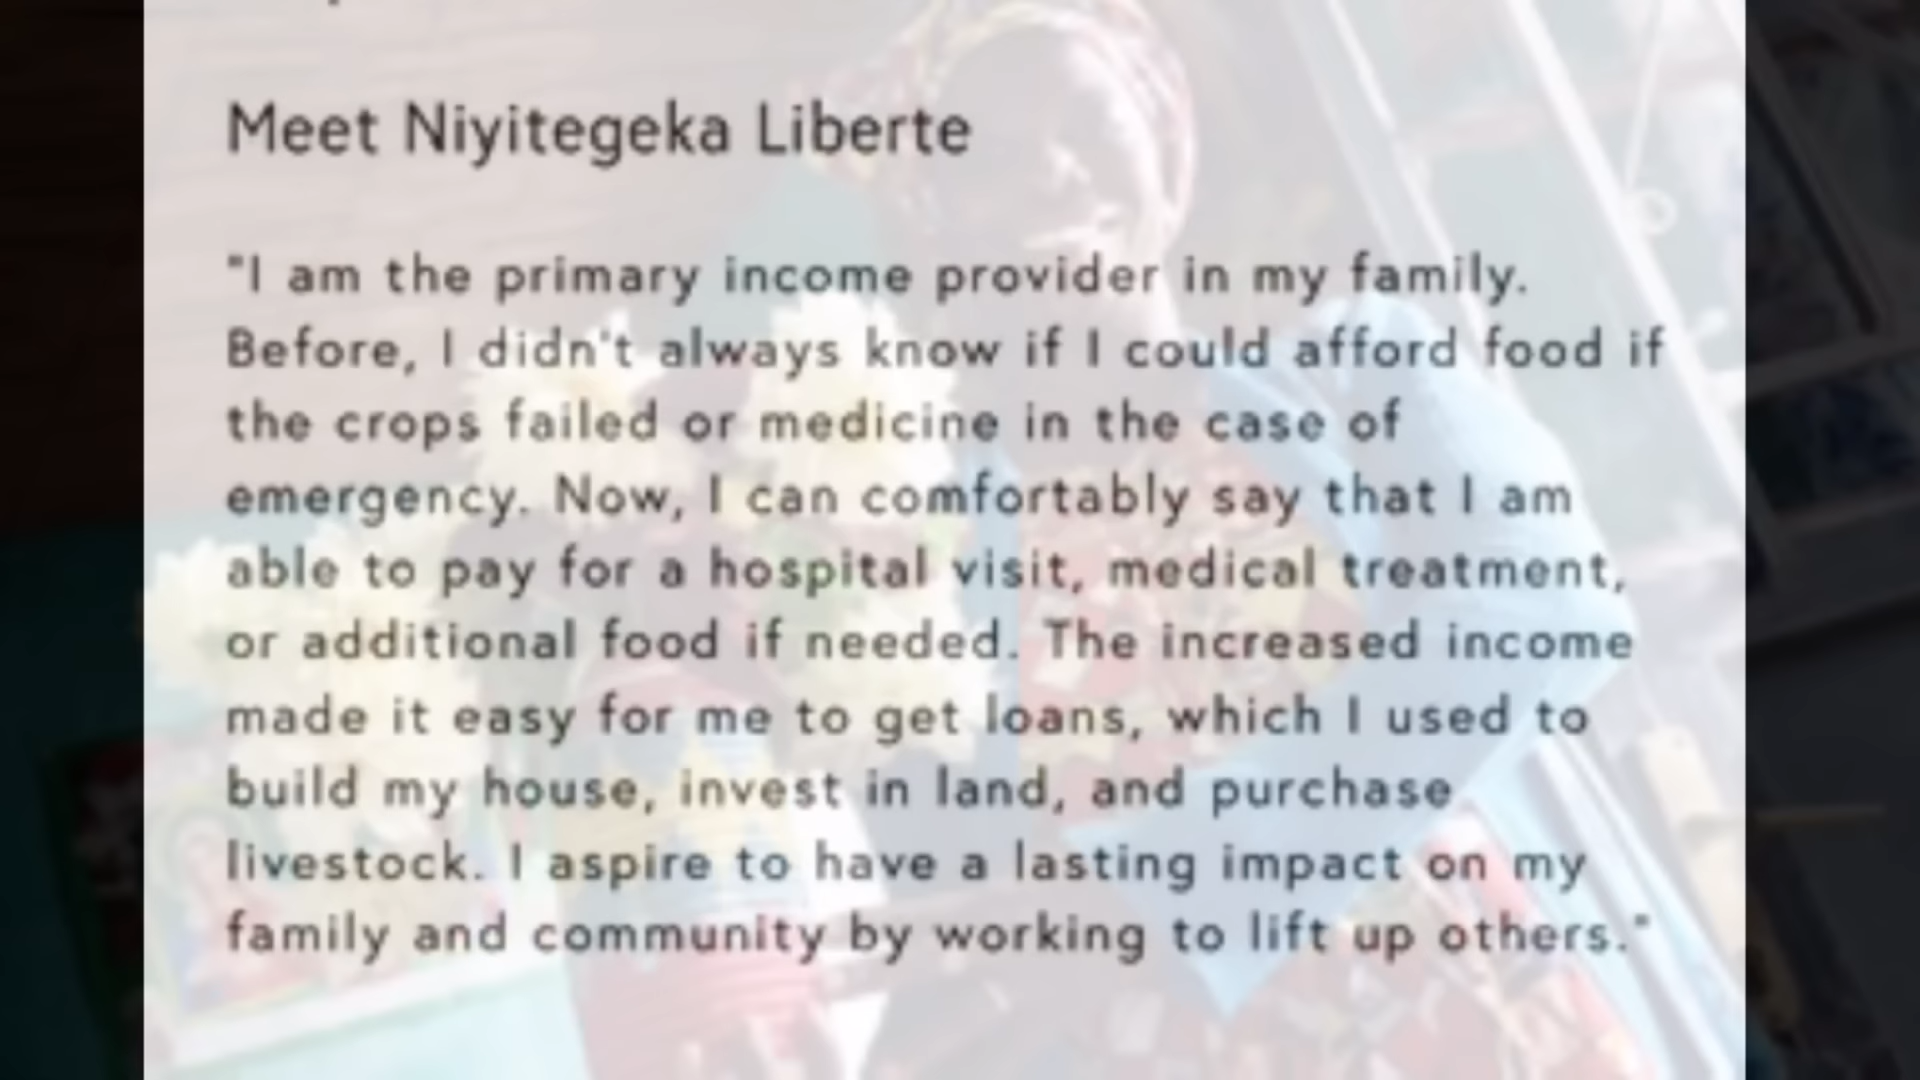 Meet Niyitegeka Liberte
"I am the primary income provider in my family.
Before, I didn't always know if I could afford food if
the crops failed or medicine in the case of
emergency. Now, I can comfortably say that I am
able to pay for a hospital visit, medical treatment,
or additional food if needed. The increased income
made it easy for me to get loans, which I used to
build my house, invest in land, and purchase
livestock. I aspire to have a lasting impact on my
family and community by working to lift up others."